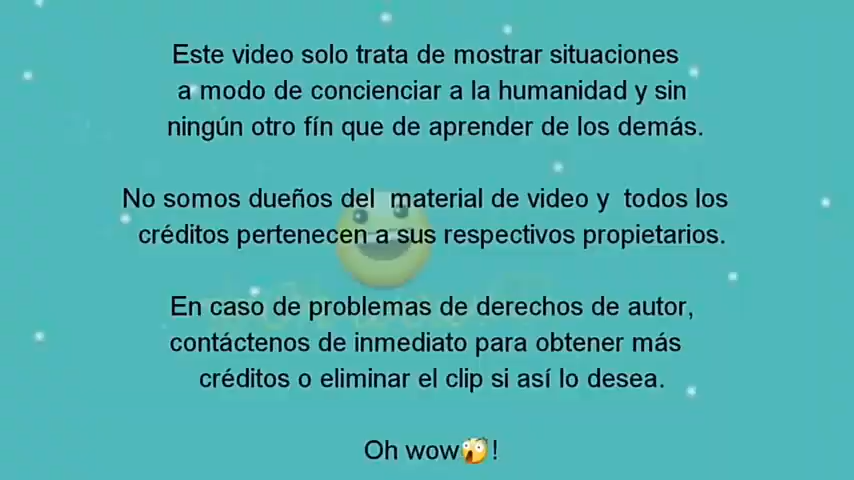 Este video solo trata de mostrar situaciones
a modo de concienciar a la humanidad y sin
ningún otro fín que de aprender de los demás.
No somos dueños del material de video y todos los
créditos pertenecen a sus respectivos propietarios.
En caso de problemas de derechos de autor,
contáctenos de inmediato para obtener más
créditos o eliminar el clip si así lo desea.
Oh wow😱!